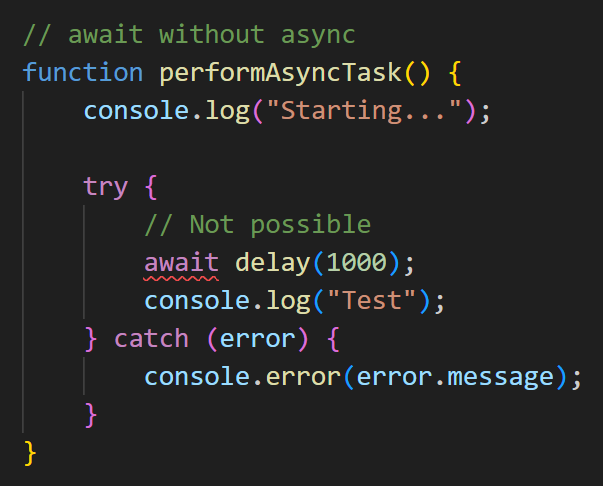 // await without async
function performAsyncTask() {
    console.log("Starting...");

    try {
        // Not possible
        await delay(1000);
        console.log("Test");
    } catch (error) {
        console.error(error.message);
    }
}